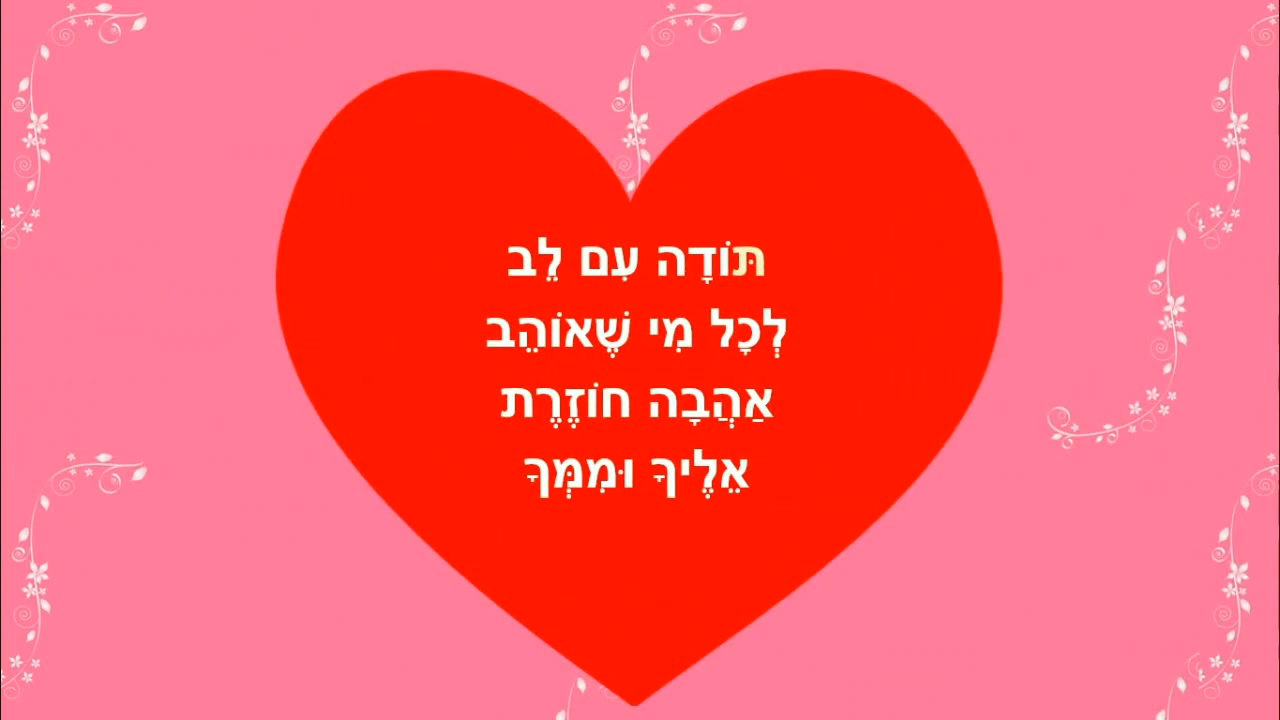 תּוֹדָה עִם לֵב
לְכָל מִי שֶׁאוֹהֵב
אַהֲבָה חוֹזֶרֶת
אֵלֶיךָ וּמִמְּךָ